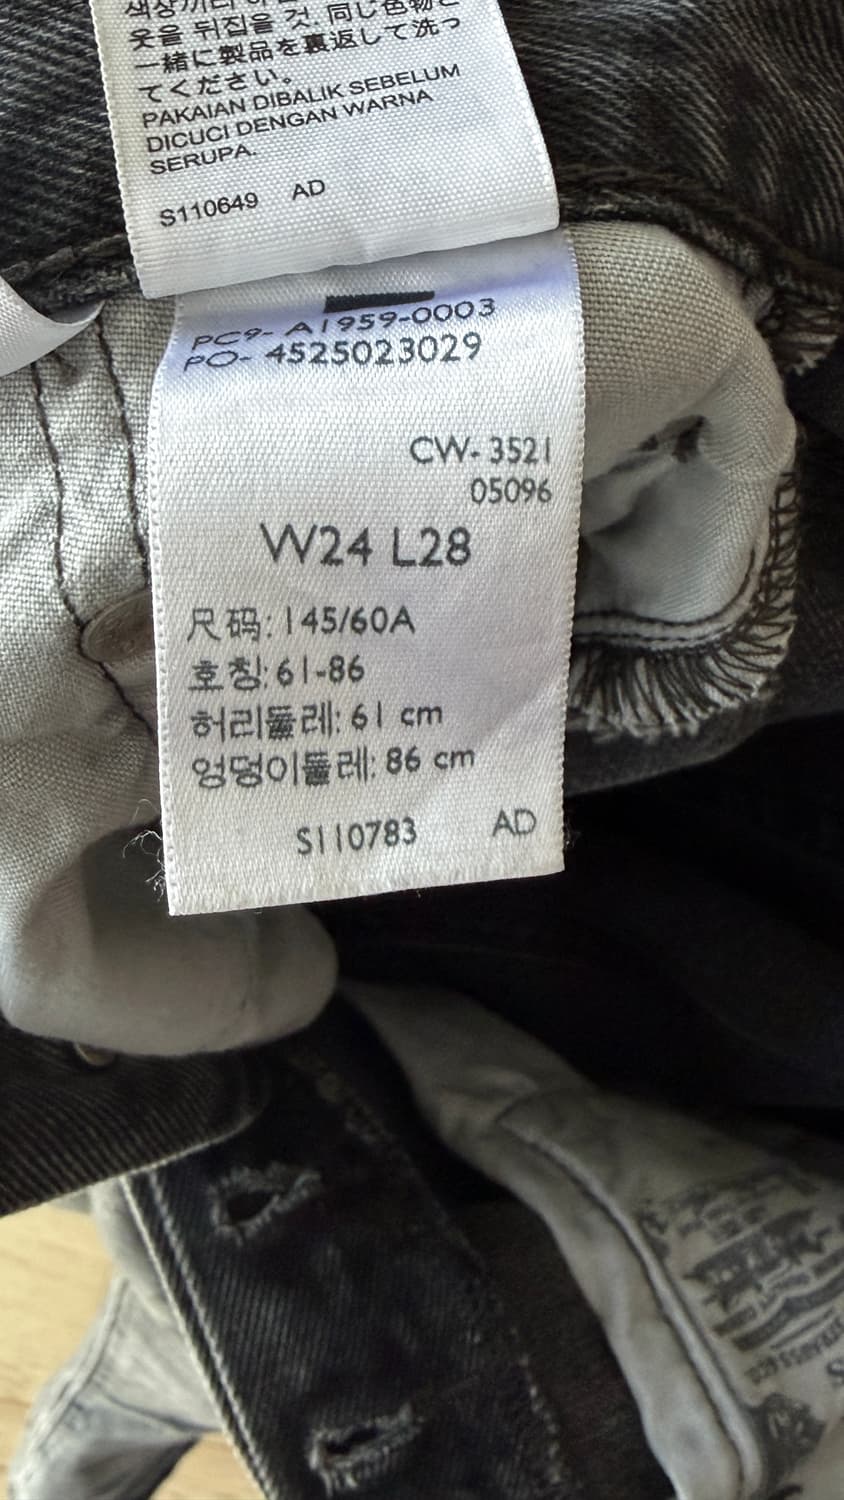 옷을 뒤집을 것. 同じ色物と
一緒に製品を裏返して洗っ
てください。
PAKAIAN DIBALIK SEBELUM
DICUCI DENGAN WARNA
SERUPA.
S110649 AD
PC9- A1959-0003
PO- 4525023029
CW- 3521
05096
W24 L28
尺码: 145/60A
호칭: 61-86
허리둘레: 61 cm
엉덩이둘레: 86 cm
S110783 AD